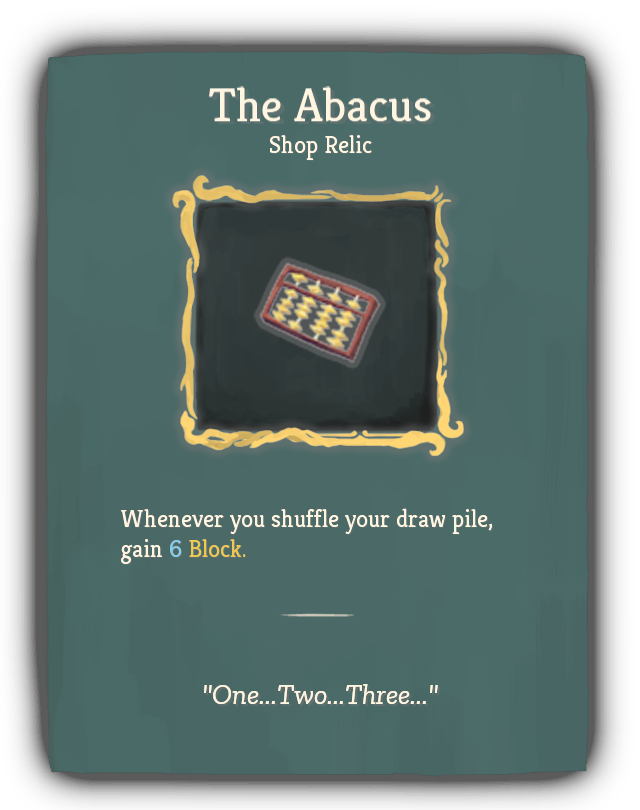 The Abacus
Shop Relic
Whenever you shuffle your draw pile,
gain 6 Block.
"One...Two...Three..."